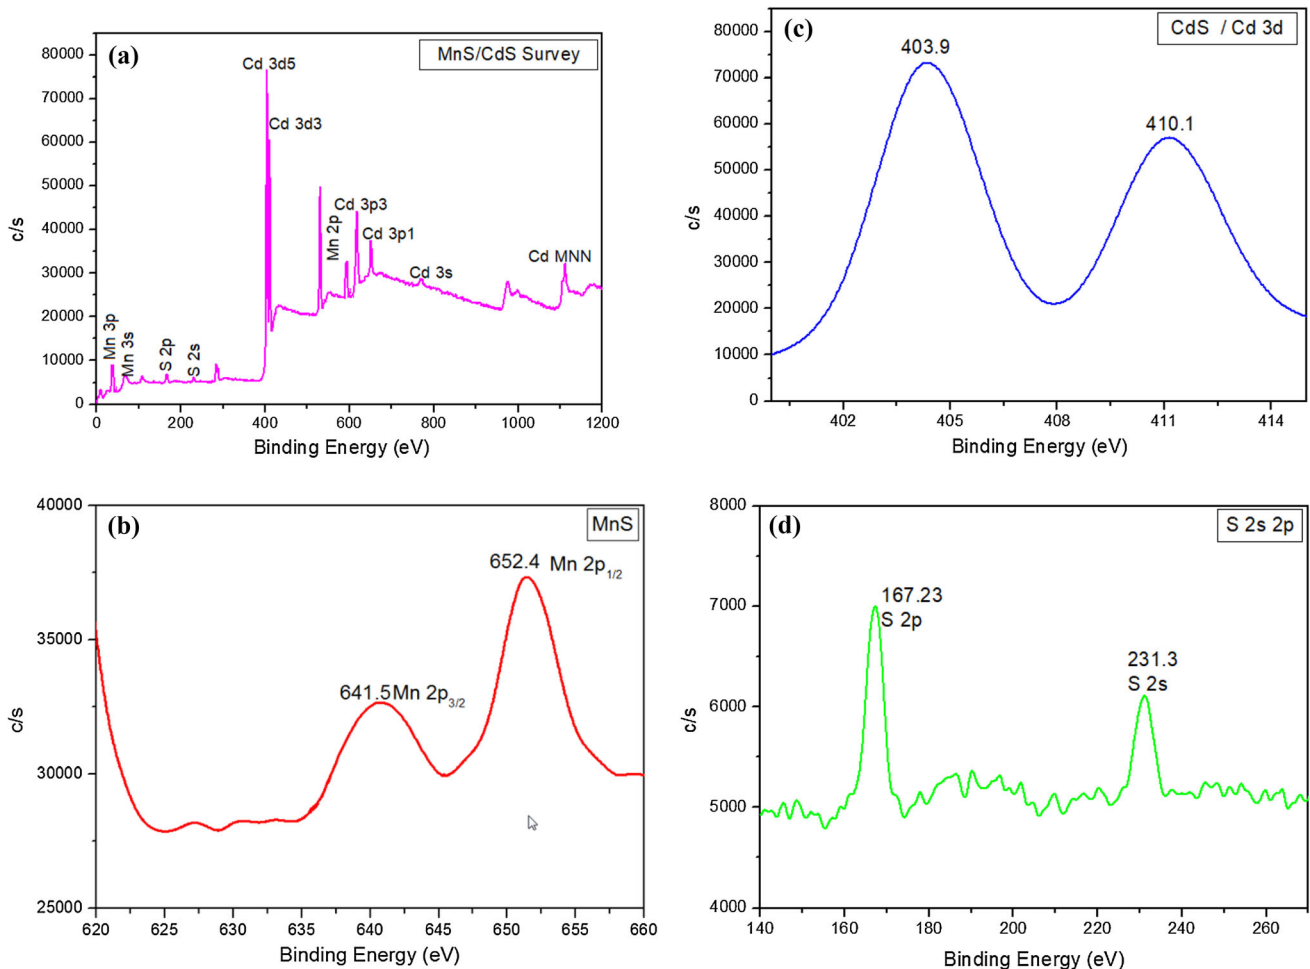 (a)
MnS/CdS Survey
Cd 3d5
Cd 3d3
Cd 3p3
Mn 2p
Cd 3p1
Cd 3s
Cd MNN
Mn 3p
Mn 3s
S 2p
S 2s
80000
70000
60000
50000
40000
30000
20000
10000
0
c/s
0 200 400 600 800 1000 1200
Binding Energy (eV)
(c)
CdS / Cd 3d
403.9
410.1
80000
70000
60000
50000
40000
30000
20000
10000
0
c/s
402 405 408 411 414
Binding Energy (eV)
(b)
MnS
652.4 Mn 2p1/2
641.5Mn 2p3/2
40000
35000
30000
25000
c/s
620 625 630 635 640 645 650 655 660
Binding Energy (eV)
(d)
S 2s 2p
167.23
S 2p
231.3
S 2s
8000
7000
6000
5000
4000
c/s
140 160 180 200 220 240 260
Binding Energy (eV)